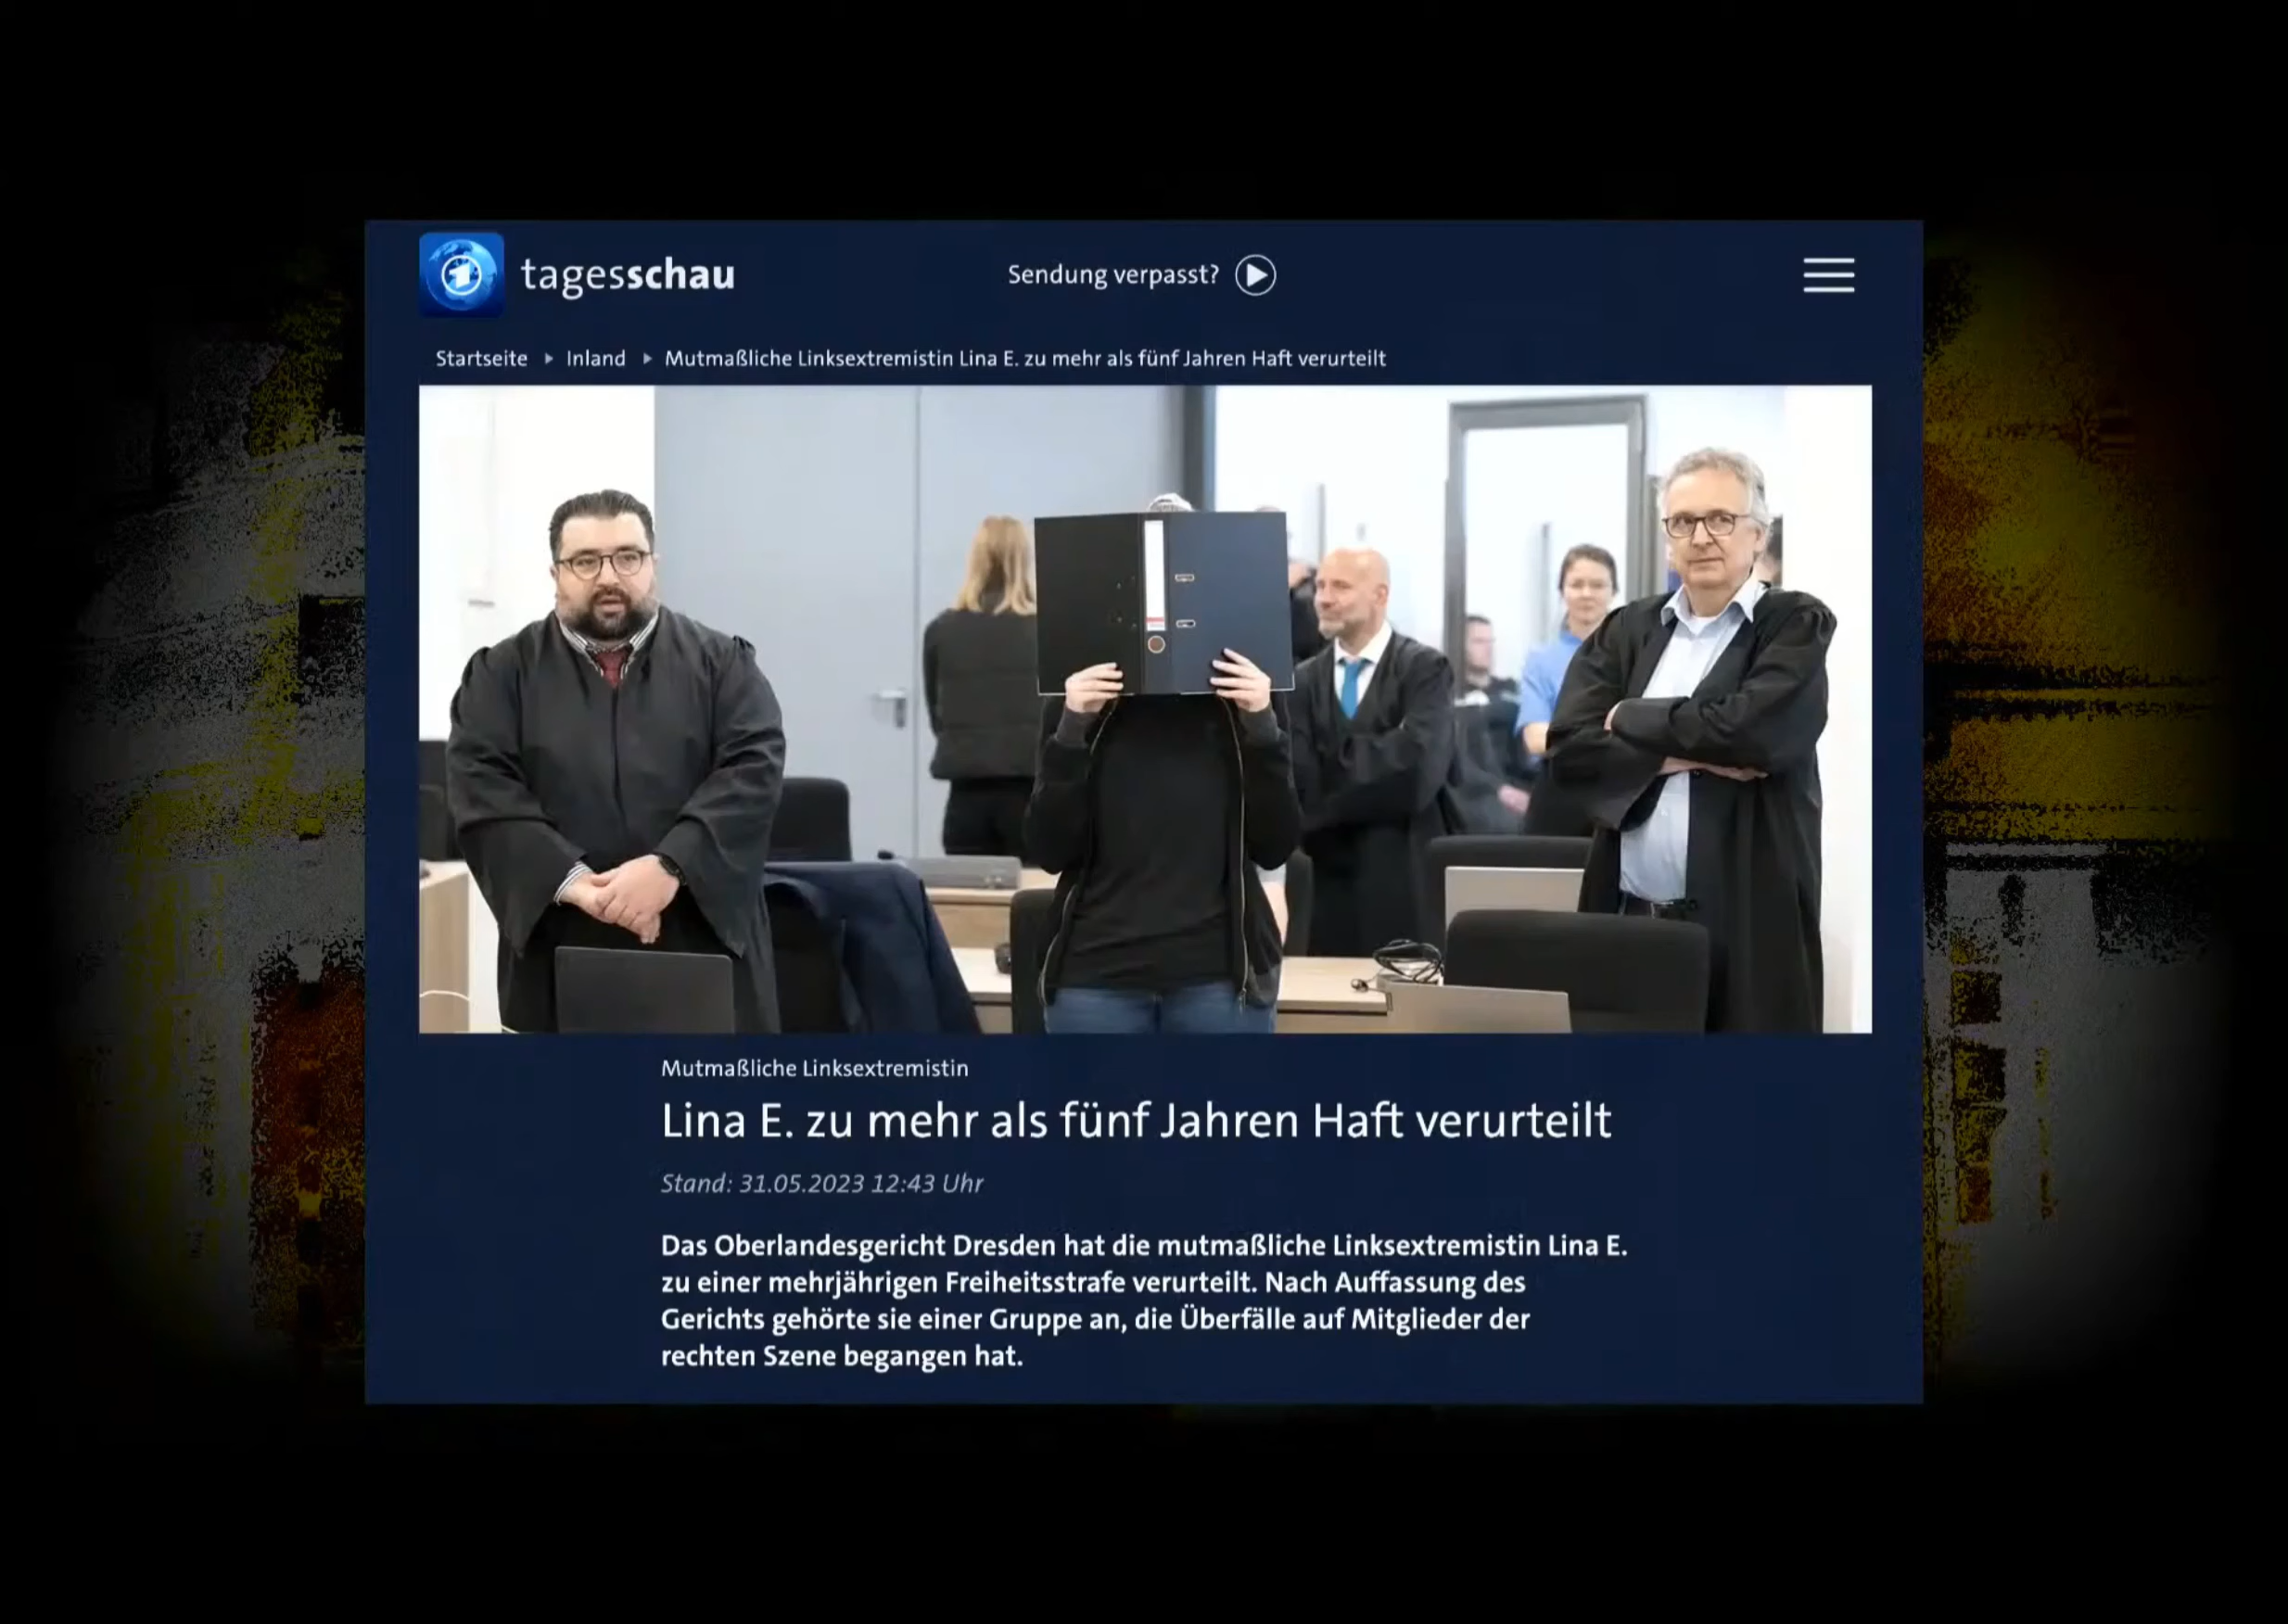 tagesschau
Sendung verpasst?
Startseite Inland Mutmaßliche Linksextremistin Lina E. zu mehr als fünf Jahren Haft verurteilt
Mutmaßliche Linksextremistin
Lina E. zu mehr als fünf Jahren Haft verurteilt
Stand: 31.05.2023 12:43 Uhr
Das Oberlandesgericht Dresden hat die mutmaßliche Linksextremistin Lina E.
zu einer mehrjährigen Freiheitsstrafe verurteilt. Nach Auffassung des
Gerichts gehörte sie einer Gruppe an, die Überfälle auf Mitglieder der
rechten Szene begangen hat.